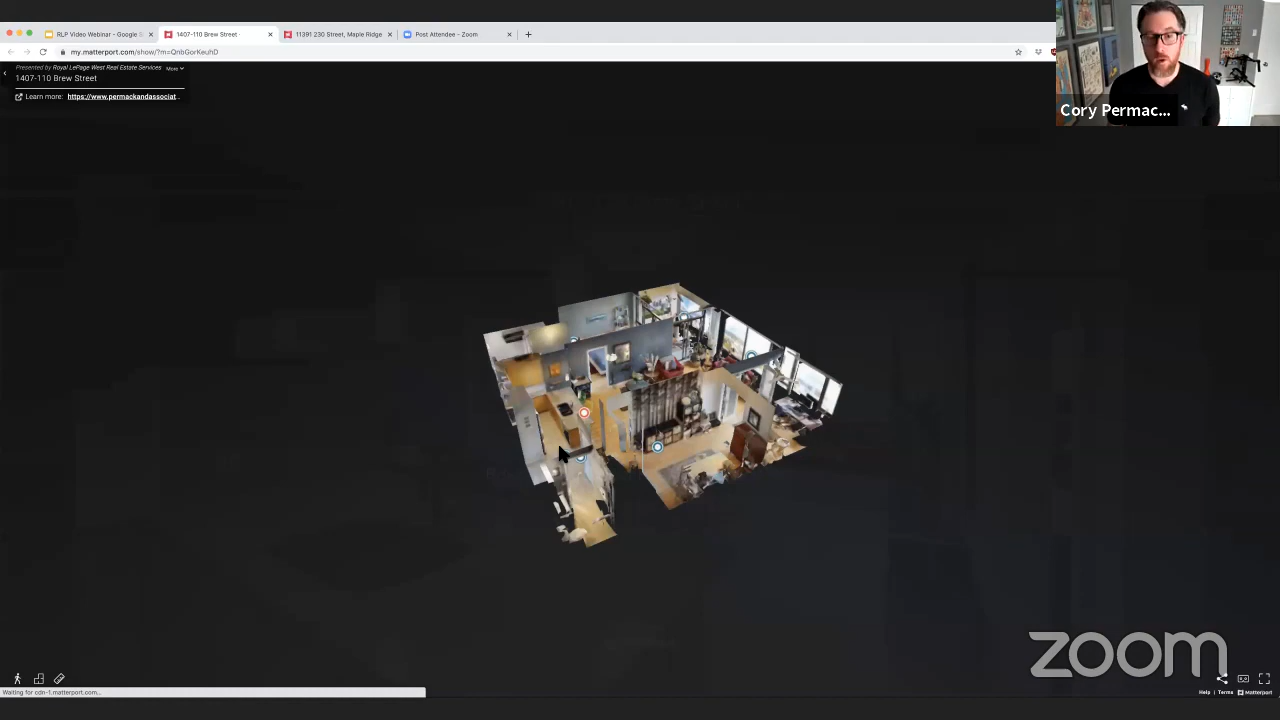 RLP Video Webinar - Google S
1407-110 Brew Street -
11391 230 Street, Maple Ridge
Post Attendee - Zoom
my.matterport.com/show/?m=QnbGorKeuhD
Presented by Royal LePage West Real Estate Services
More
1407-110 Brew Street
Learn more: https://www.permackandassociat...
Cory Permac...
zoom
Waiting for cdn-1.matterport.com...
Help | Terms Matterport